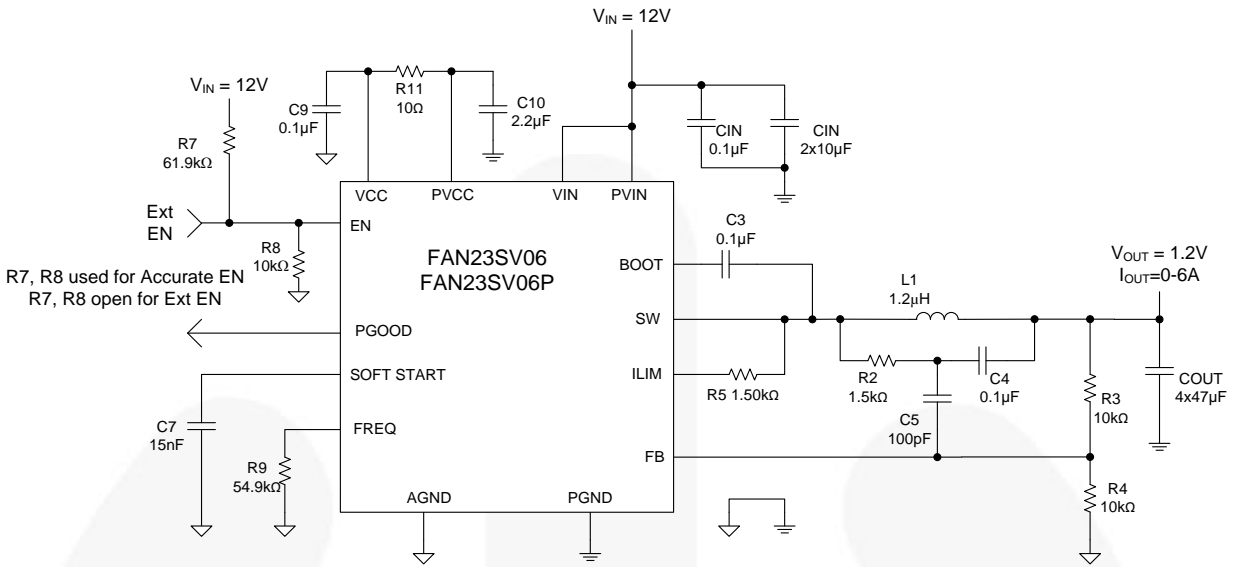 VIN = 12V
VIN = 12V
R11
10Ω
C9
0.1µF
C10
2.2µF
R7
61.9kΩ
CIN
0.1µF
CIN
2x10µF
VCC
PVCC
VIN
PVIN
Ext
EN
EN
R8
10kΩ
FAN23SV06
FAN23SV06P
C3
0.1µF
BOOT
R7, R8 used for Accurate EN
R7, R8 open for Ext EN
VOUT = 1.2V
IOUT=0-6A
L1
1.2µH
SW
PGOOD
SOFT START
ILIM
R5 1.50kΩ
R2
1.5kΩ
C4
0.1µF
COUT
4x47µF
R3
10kΩ
C7
15nF
FREQ
C5
100pF
FB
R9
54.9kΩ
R4
10kΩ
AGND
PGND